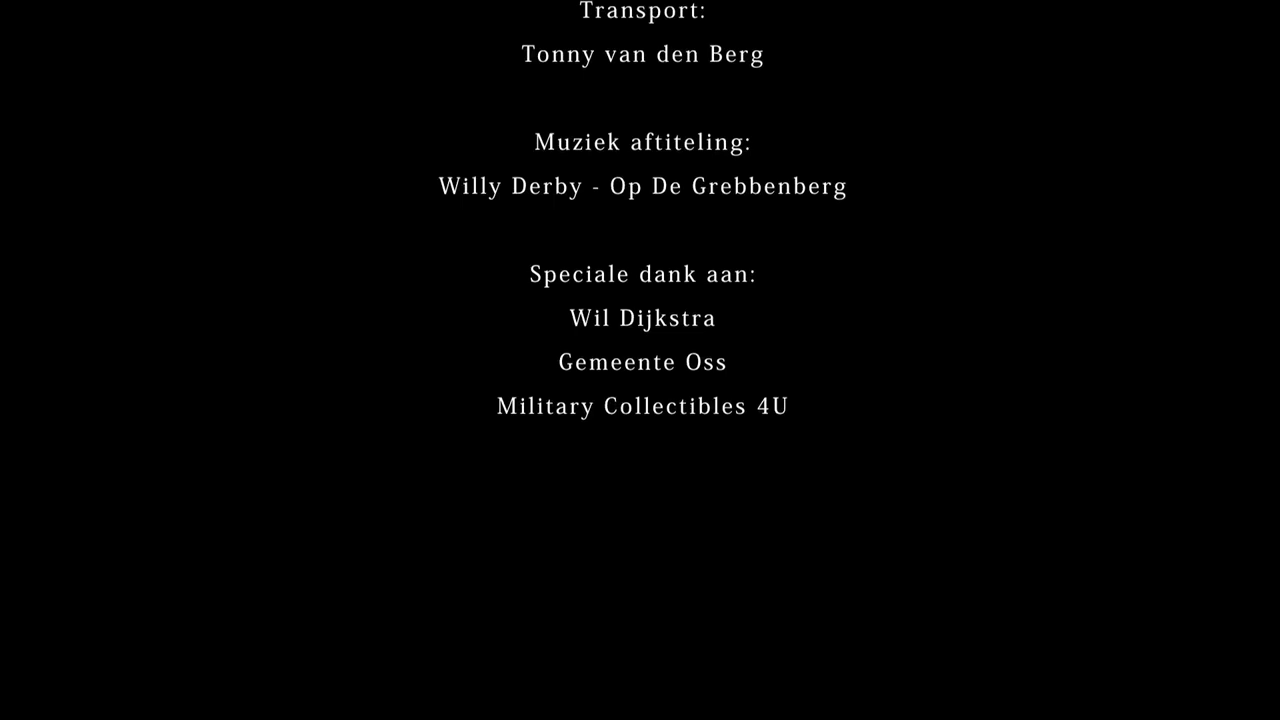 Transport:
Tonny van den Berg
Muziek aftiteling:
Willy Derby - Op De Grebbenberg
Speciale dank aan:
Wil Dijkstra
Gemeente Oss
Military Collectibles 4U